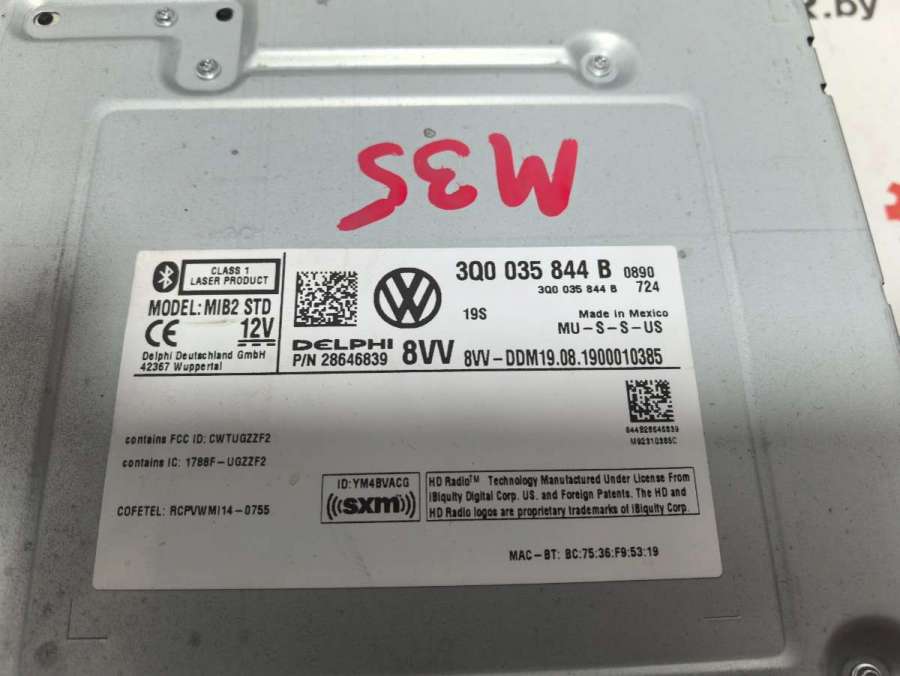 .by
M3S
CLASS 1
LASER PRODUCT
MODEL: MIB2 STD
CE 12V
Delphi Deutschland GmbH
42367 Wuppertal
DELPHI
P/N 28646839
3Q0 035 844 B 0890
3Q0 035 844 B 724
19S
Made in Mexico
MU-S-S-US
8VV 8VV-DDM19.08.1900010385
844B28646839
M92310385C
contains FCC ID: CWTUGZZF2
contains IC: 1788F-UGZZF2
COFETEL: RCPVWMI14-0755
ID: YM4BVACG
((sxm))
HD Radio™ Technology Manufactured Under License From
iBiquity Digital Corp. US. and Foreign Patents. The HD and
HD Radio logos are proprietary trademarks of iBiquity Corp.
MAC-BT: BC:75:36:F9:53:19